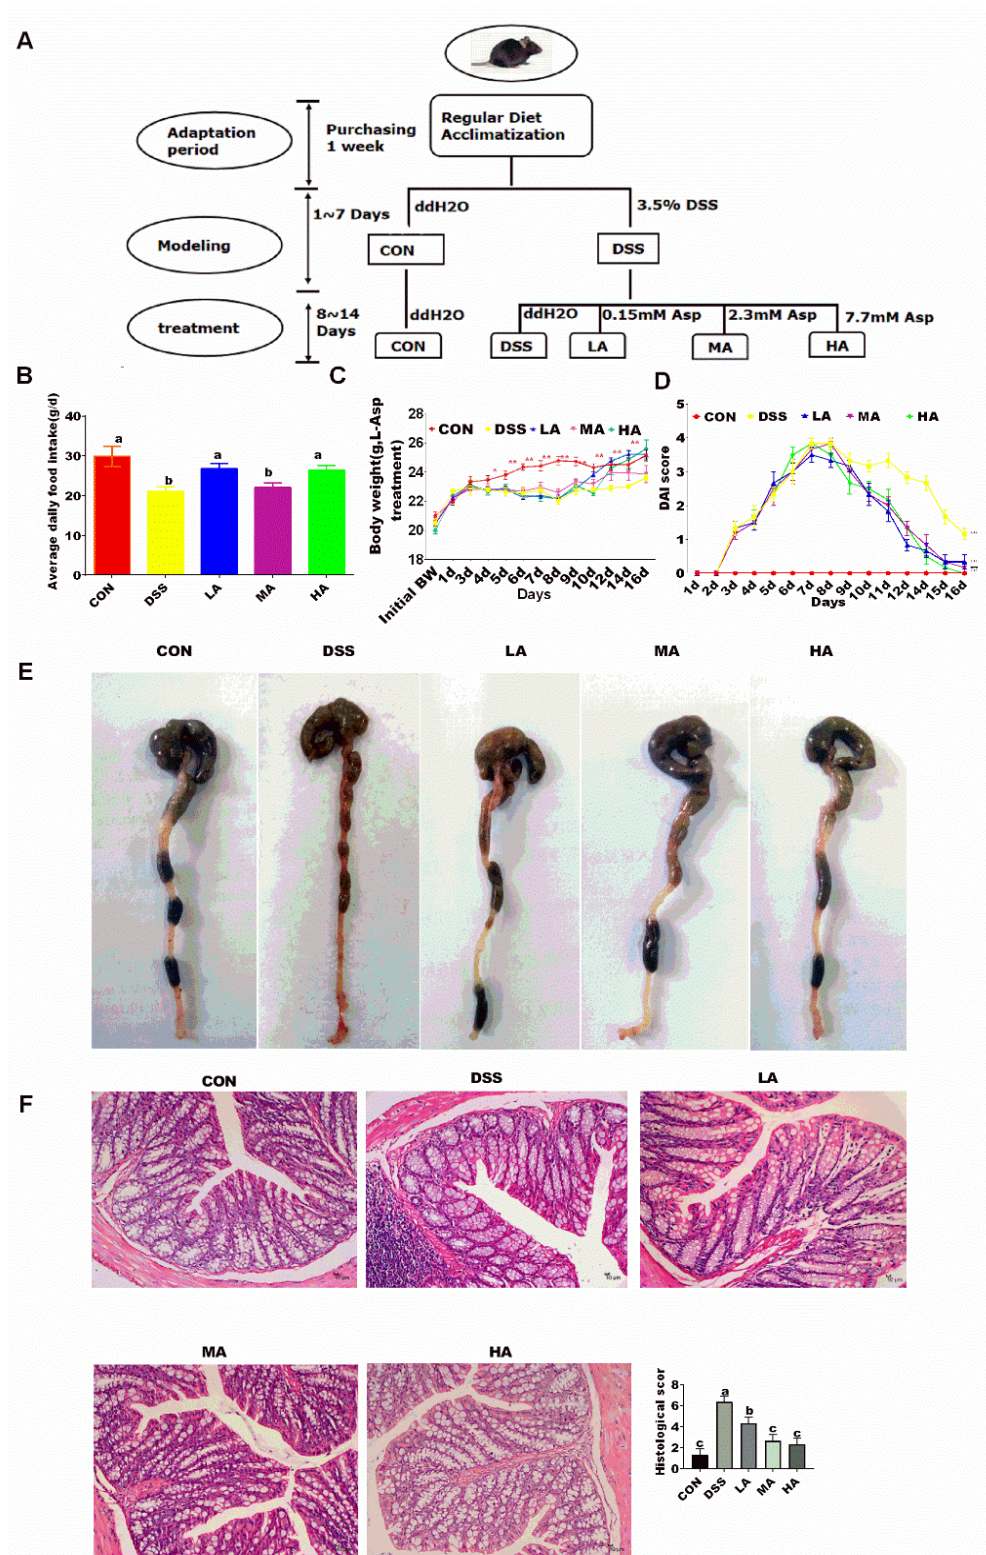 A
Regular Diet
Acclimatization
Adaptation
period
Purchasing
1 week
ddH2O
3.5% DSS
1~7 Days
Modeling
CON
DSS
treatment
8~14
Days
ddH2O
ddH2O
0.15mM Asp
2.3mM Asp
7.7mM Asp
CON
DSS
LA
MA
HA
B
Average daily food intake(g/d)
40
30
20
10
0
a
b
a
b
a
CON
DSS
LA
MA
HA
C
Body weight(g,L-Asp
treatment)
28
26
24
22
20
18
CON
DSS
LA
MA
HA
Initial BW
1d
3d
4d
5d
6d
7d
8d
9d
10d
12d
14d
16d
Days
D
DAI score
5
4
3
2
1
0
CON
DSS
LA
MA
HA
1d
2d
3d
4d
5d
6d
7d
8d
9d
10d
11d
12d
14d
15d
16d
Days
E
CON
DSS
LA
MA
HA
F
CON
DSS
LA
MA
HA
Histological scor
8
6
4
2
0
c
a
b
c
c
CON
DSS
LA
MA
HA